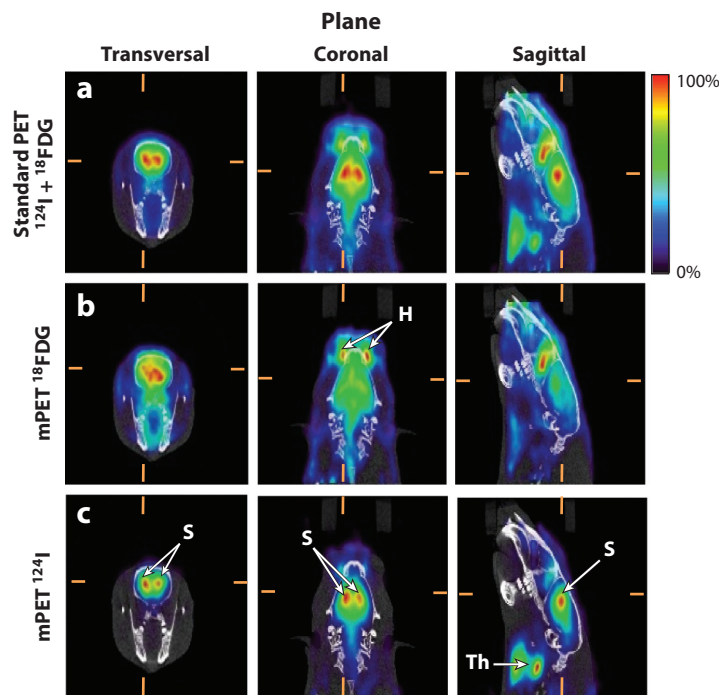 Plane
Transversal
Coronal
Sagittal
a
Standard PET
¹²⁴I + ¹⁸FDG
100%
0%
b
mPET ¹⁸FDG
H
c
mPET ¹²⁴I
S
S
S
Th